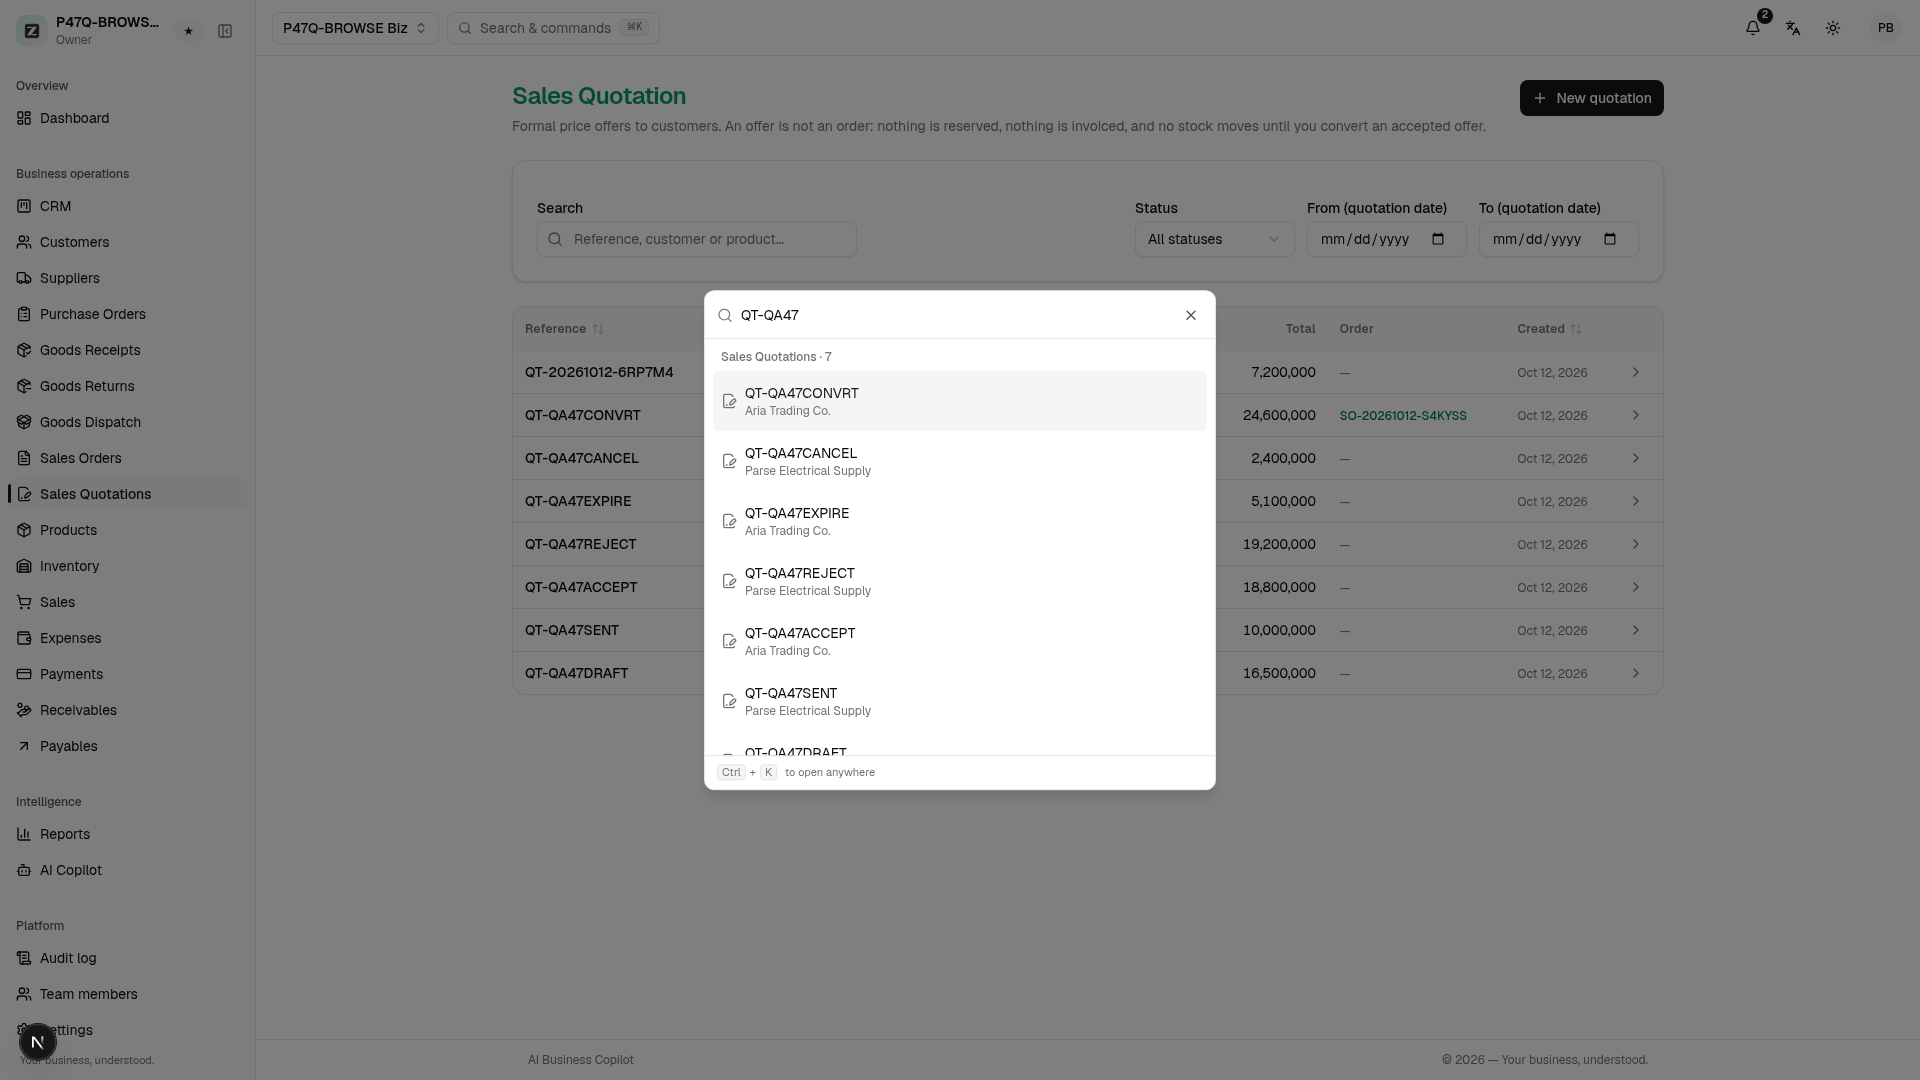 P47Q-BROWS...
Owner
P47Q-BROWSE Biz
Search & commands
⌘K
2
PB
Overview
Dashboard
Business operations
CRM
Customers
Suppliers
Purchase Orders
Goods Receipts
Goods Returns
Goods Dispatch
Sales Orders
Sales Quotations
Products
Inventory
Sales
Expenses
Payments
Receivables
Payables
Intelligence
Reports
AI Copilot
Platform
Audit log
Team members
ettings
Your business, understood.
Sales Quotation
Formal price offers to customers. An offer is not an order: nothing is reserved, nothing is invoiced, and no stock moves until you convert an accepted offer.
New quotation
Search
Reference, customer or product...
Status
All statuses
From (quotation date)
mm/dd/yyyy
To (quotation date)
mm/dd/yyyy
Reference Total Order Created
QT-20261012-6RP7M4 7,200,000 — Oct 12, 2026
QT-QA47CONVRT 24,600,000 SO-20261012-S4KYSS Oct 12, 2026
QT-QA47CANCEL 2,400,000 — Oct 12, 2026
QT-QA47EXPIRE 5,100,000 — Oct 12, 2026
QT-QA47REJECT 19,200,000 — Oct 12, 2026
QT-QA47ACCEPT 18,800,000 — Oct 12, 2026
QT-QA47SENT 10,000,000 — Oct 12, 2026
QT-QA47DRAFT 16,500,000 — Oct 12, 2026
QT-QA47
Sales Quotations · 7
QT-QA47CONVRT
Aria Trading Co.
QT-QA47CANCEL
Parse Electrical Supply
QT-QA47EXPIRE
Aria Trading Co.
QT-QA47REJECT
Parse Electrical Supply
QT-QA47ACCEPT
Aria Trading Co.
QT-QA47SENT
Parse Electrical Supply
QT-QA47DRAFT
Ctrl + K to open anywhere
AI Business Copilot
© 2026 — Your business, understood.